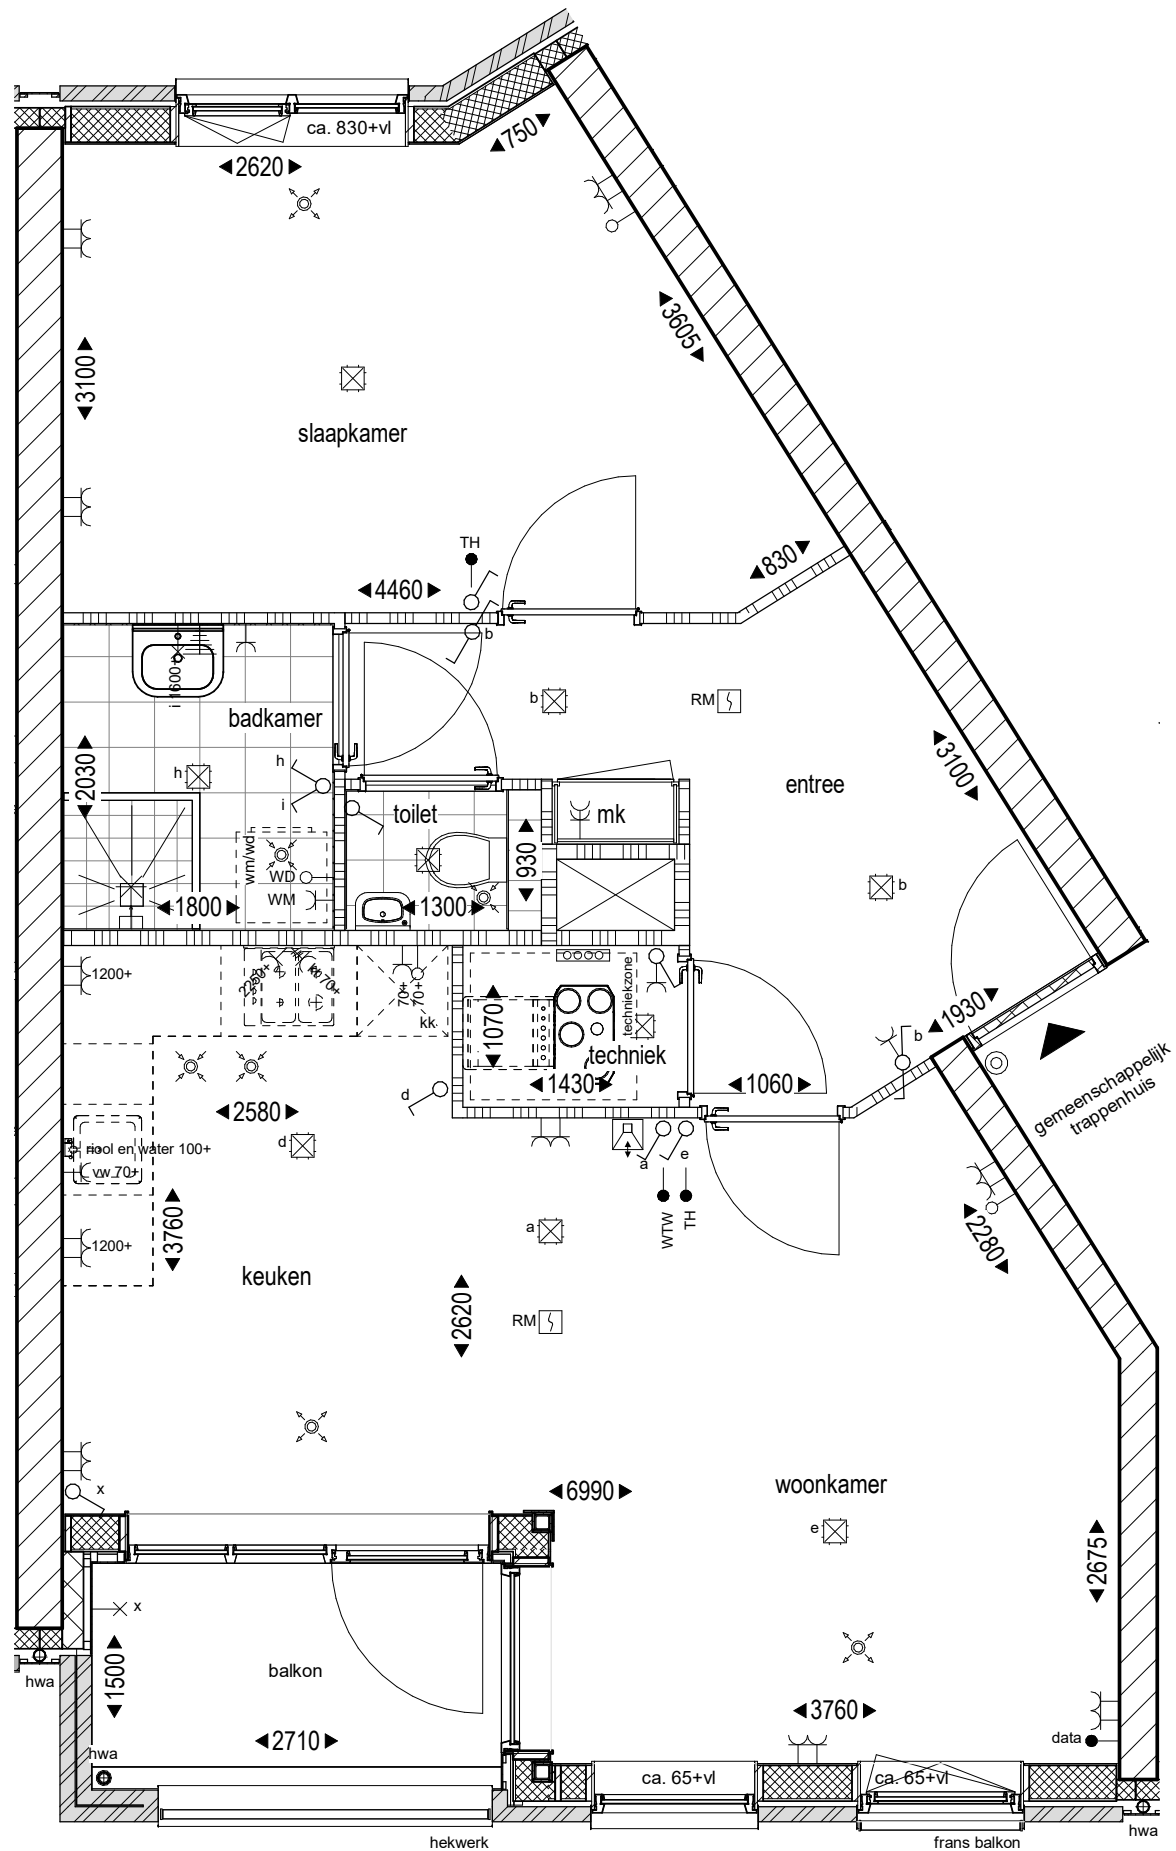 ca. 830+vl
750
2620
3605
3100
slaapkamer
TH
4460
830
b
i 1600+
badkamer
b
RM
2030
h
h
i
3100
entree
toilet
mk
wm/wd
WD
WM
930
b
1800
1300
1200+
2250+
70+
70+
kk
1070
techniekzone
techniek
1430
1060
1930
b
gemeenschappelijk
trappenhuis
2580
d
d
riool en water 100+
vw 70+
a
e
WTW
TH
3760
1200+
a
2280
keuken
2620
RM
x
6990
woonkamer
e
2675
x
hwa
1500
balkon
3760
2710
data
hwa
ca. 65+vl
ca. 65+vl
hekwerk
frans balkon
hwa